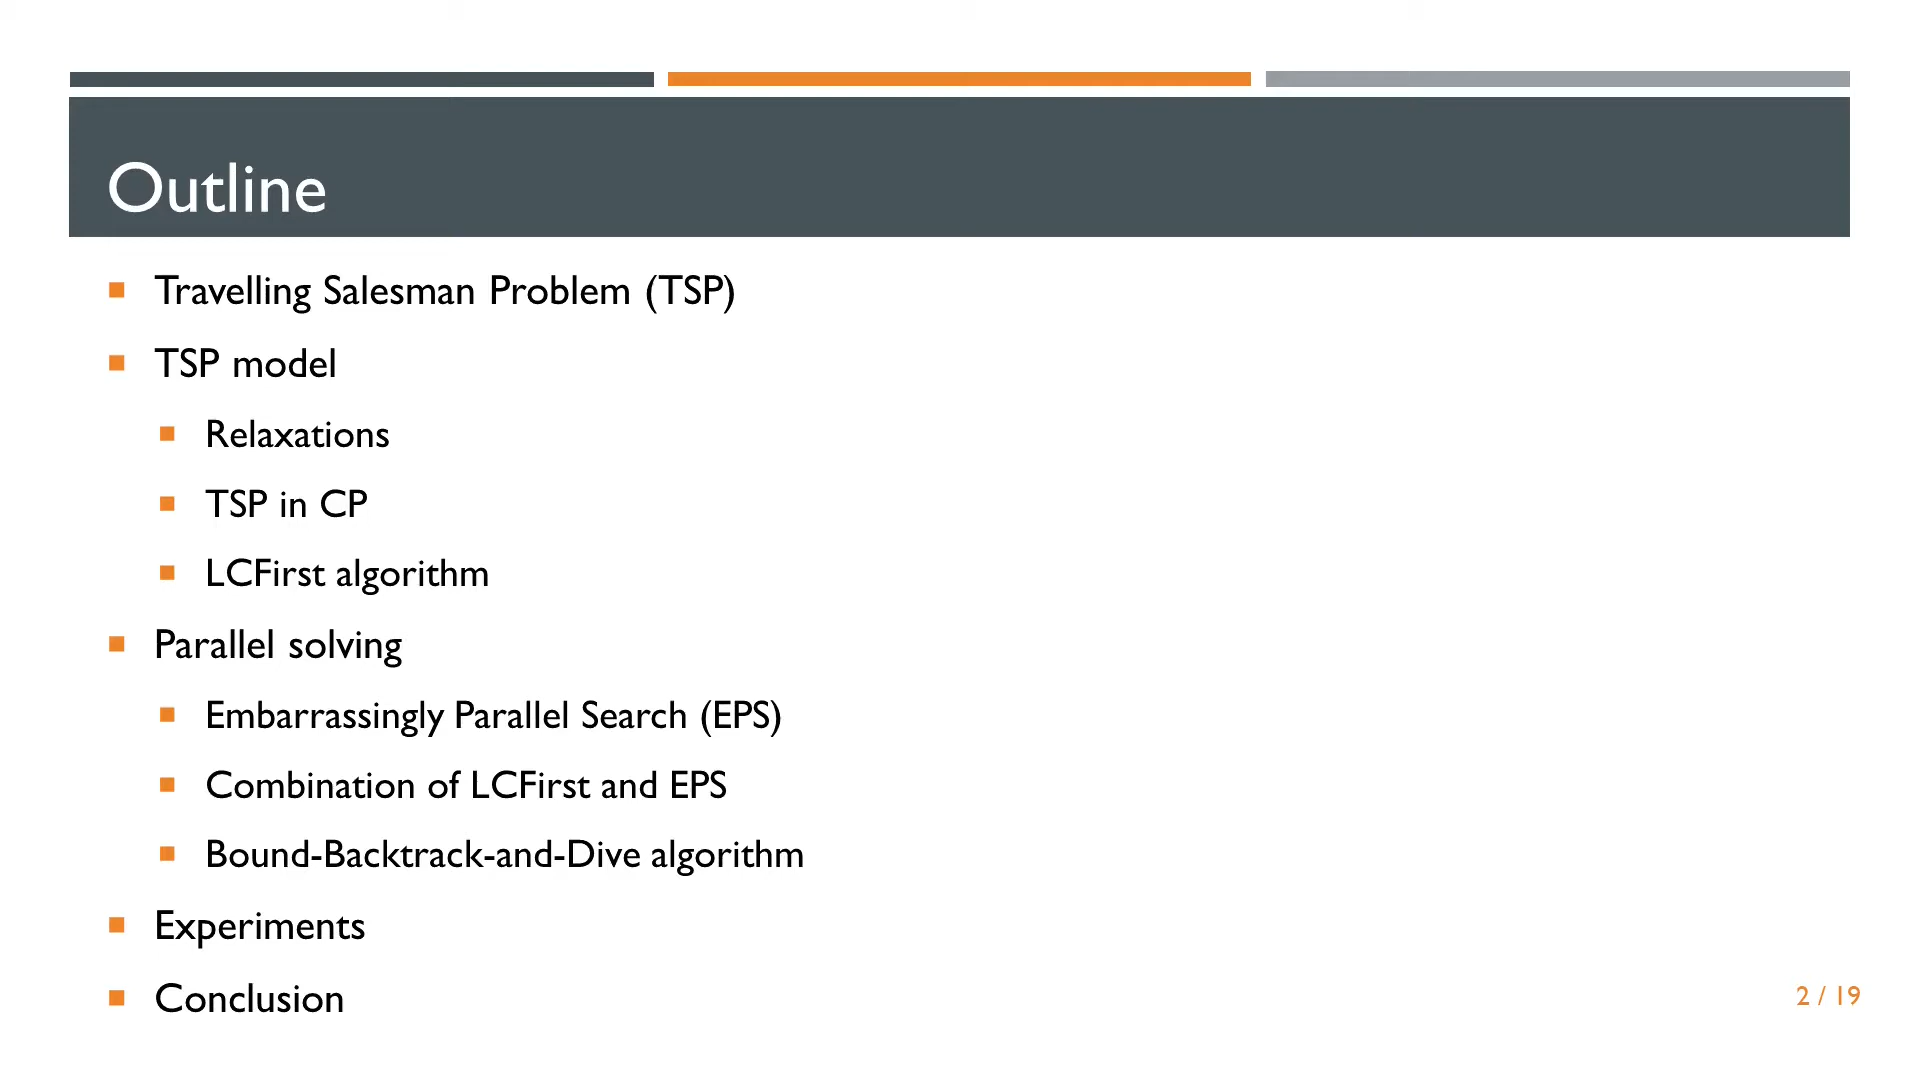 Outline
Travelling Salesman Problem (TSP)
TSP model
Relaxations
TSP in CP
LCFirst algorithm
Parallel solving
Embarrassingly Parallel Search (EPS)
Combination of LCFirst and EPS
Bound-Backtrack-and-Dive algorithm
Experiments
Conclusion
2 / 19